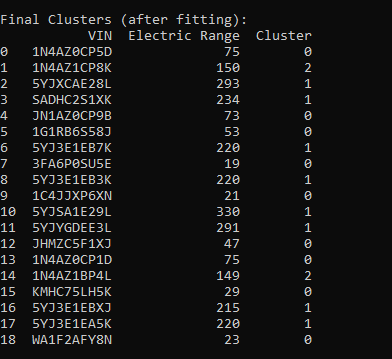 Final Clusters (after fitting):
VIN Electric Range Cluster
0 1N4AZ0CP5D 75 0
1 1N4AZ1CP8K 150 2
2 5YJXCAE28L 293 1
3 SADHC2S1XK 234 1
4 JN1AZ0CP9B 73 0
5 1G1RB6S58J 53 0
6 5YJ3E1EB7K 220 1
7 3FA6P0SU5E 19 0
8 5YJ3E1EB3K 220 1
9 1C4JJXP6XN 21 0
10 5YJSA1E29L 330 1
11 5YJYGDEE3L 291 1
12 JHMZC5F1XJ 47 0
13 1N4AZ0CP1D 75 0
14 1N4AZ1BP4L 149 2
15 KMHC75LH5K 29 0
16 5YJ3E1EBXJ 215 1
17 5YJ3E1EA5K 220 1
18 WA1F2AFY8N 23 0